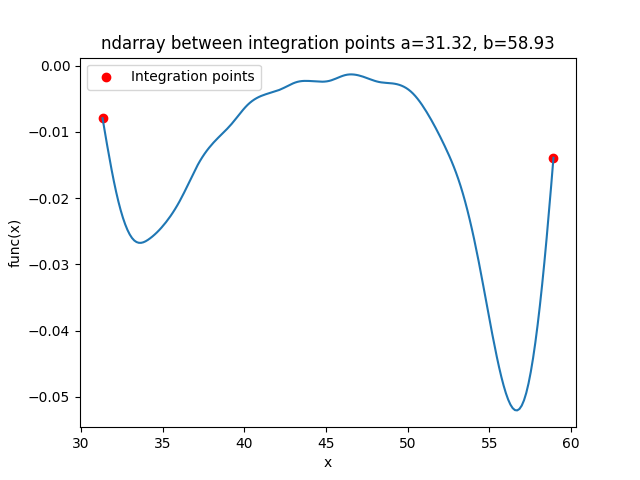 ndarray between integration points a=31.32, b=58.93
Integration points
0.00
−0.01
−0.02
−0.03
−0.04
−0.05
func(x)
30 35 40 45 50 55 60
x